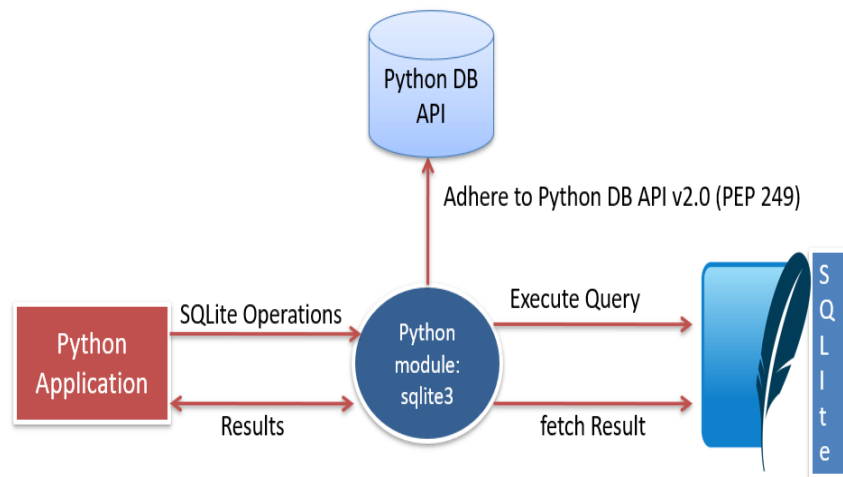 Python DB
API
Adhere to Python DB API v2.0 (PEP 249)
SQLite Operations
Execute Query
Python
Application
Python
module:
sqlite3
Results
fetch Result
S
Q
L
I
t
e